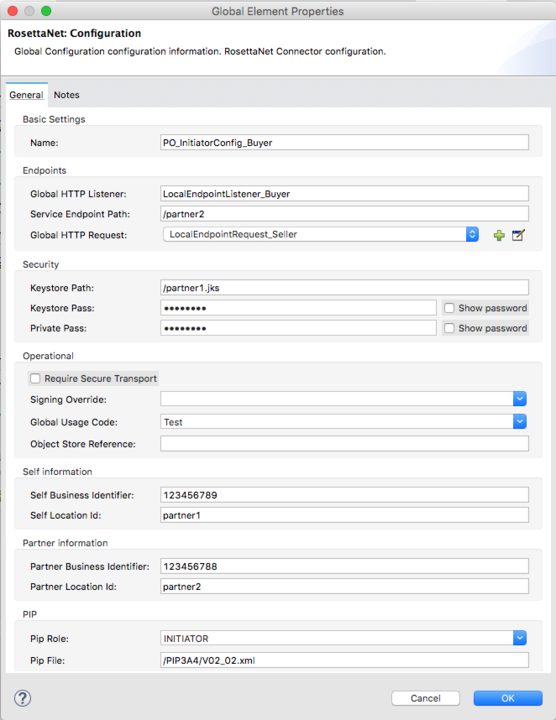 Global Element Properties
RosettaNet: Configuration
Global Configuration configuration information. RosettaNet Connector configuration.
General Notes
Basic Settings
Name: PO_InitiatorConfig_Buyer
Endpoints
Global HTTP Listener: LocalEndpointListener_Buyer
Service Endpoint Path: /partner2
Global HTTP Request: LocalEndpointRequest_Seller
Security
Keystore Path: /partner1.jks
Keystore Pass: •••••••• Show password
Private Pass: •••••••• Show password
Operational
Require Secure Transport
Signing Override:
Global Usage Code: Test
Object Store Reference:
Self information
Self Business Identifier: 123456789
Self Location Id: partner1
Partner information
Partner Business Identifier: 123456788
Partner Location Id: partner2
PIP
Pip Role: INITIATOR
Pip File: /PIP3A4/V02_02.xml
? Cancel OK